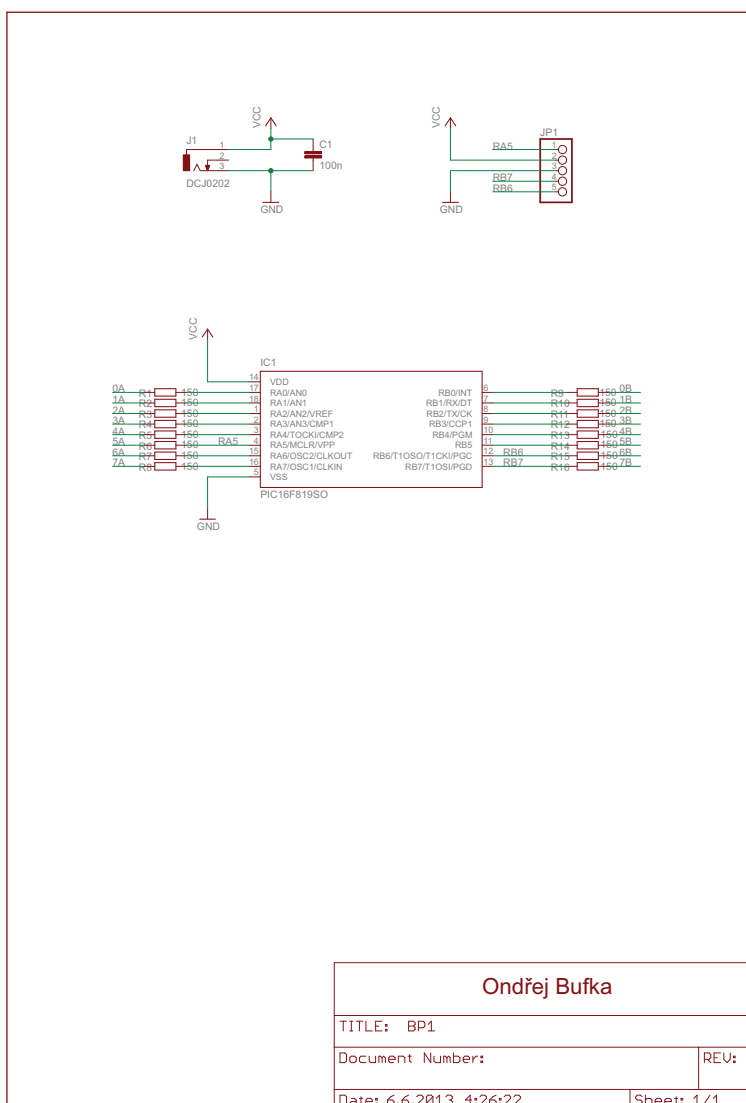 VCC
J1
1
2
3
DCJ0202
C1
100n
GND
VCC
JP1
RA5
1
2
3
RB7
4
RB6
5
GND
VCC
IC1
14 VDD
0A R1 150 17 RA0/AN0 RB0/INT 6 R9 150 0B
1A R2 150 18 RA1/AN1 RB1/RX/DT 7 R10 150 1B
2A R3 150 1 RA2/AN2/VREF RB2/TX/CK 8 R11 150 2B
3A R4 150 2 RA3/AN3/CMP1 RB3/CCP1 9 R12 150 3B
4A R5 150 3 RA4/TOCKI/CMP2 RB4/PGM 10 R13 150 4B
5A R6 150 RA5 4 RA5/MCLR/VPP RB5 11 R14 150 5B
6A R7 150 15 RA6/OSC2/CLKOUT RB6/T1OSO/T1CKI/PGC 12 RB6 R15 150 6B
7A R8 150 16 RA7/OSC1/CLKIN RB7/T1OSI/PGD 13 RB7 R16 150 7B
5 VSS
PIC16F819SO
GND
Ondřej Bufka
TITLE: BP1
Document Number: REV:
Date: 6.6.2013 4:26:22 Sheet: 1/1